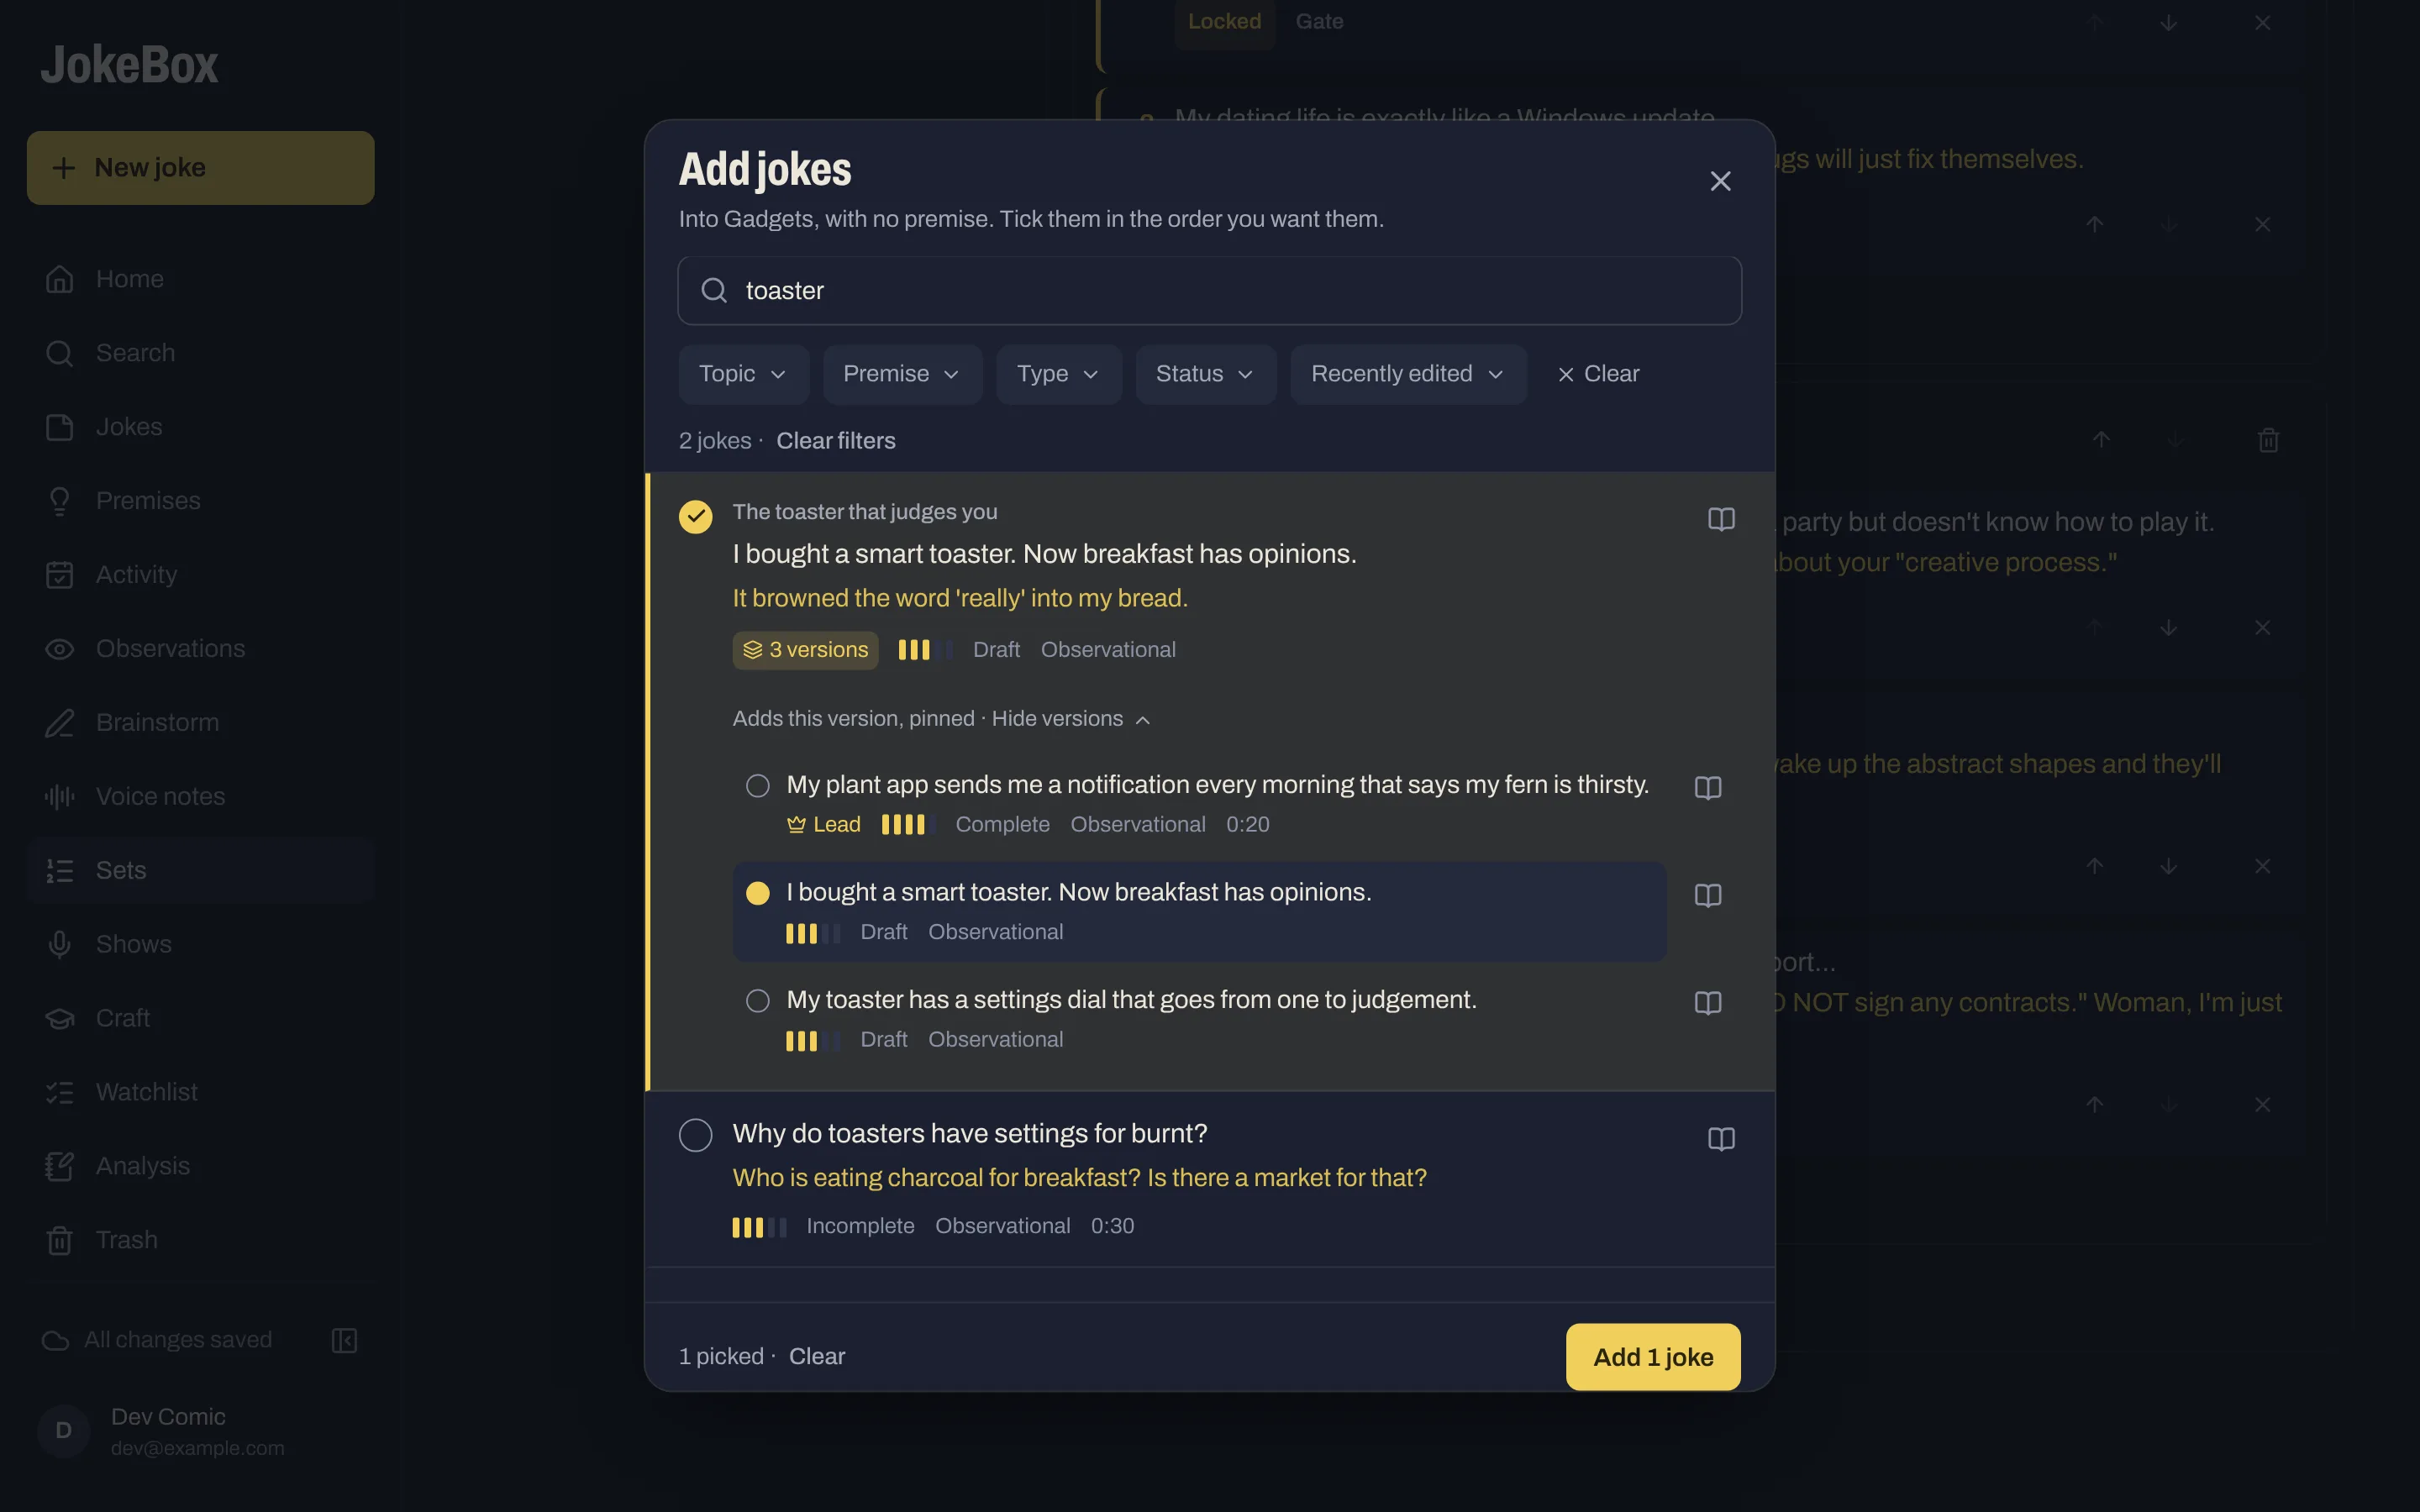 JokeBox
New joke
Home
Search
Jokes
Premises
Activity
Observations
Brainstorm
Voice notes
Sets
Shows
Craft
Watchlist
Analysis
Trash
All changes saved
D
Dev Comic
dev@example.com
Locked Gate
My dating life is exactly like a Windows update
will just fix themselves.
party but doesn't know how to play it.
about your "creative process."
wake up the abstract shapes and they'll
NOT sign any contracts." Woman, I'm just
Add jokes
Into Gadgets, with no premise. Tick them in the order you want them.
toaster
Topic Premise Type Status Recently edited Clear
2 jokes · Clear filters
The toaster that judges you
I bought a smart toaster. Now breakfast has opinions.
It browned the word 'really' into my bread.
3 versions Draft Observational
Adds this version, pinned · Hide versions
My plant app sends me a notification every morning that says my fern is thirsty.
Lead Complete Observational 0:20
I bought a smart toaster. Now breakfast has opinions.
Draft Observational
My toaster has a settings dial that goes from one to judgement.
Draft Observational
Why do toasters have settings for burnt?
Who is eating charcoal for breakfast? Is there a market for that?
Incomplete Observational 0:30
1 picked · Clear
Add 1 joke